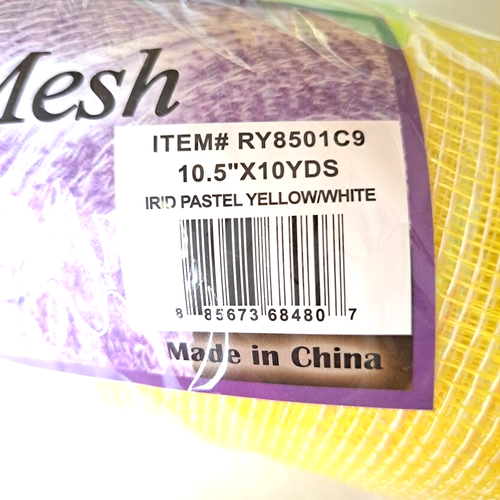 Mesh
ITEM# RY8501C9
10.5"X10YDS
IRID PASTEL YELLOW/WHITE
8 85673 68480 7
Made in China